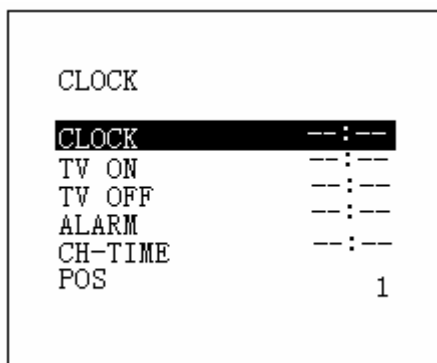 CLOCK
CLOCK --:--
TV ON --:--
TV OFF --:--
ALARM --:--
CH-TIME --:--
POS 1